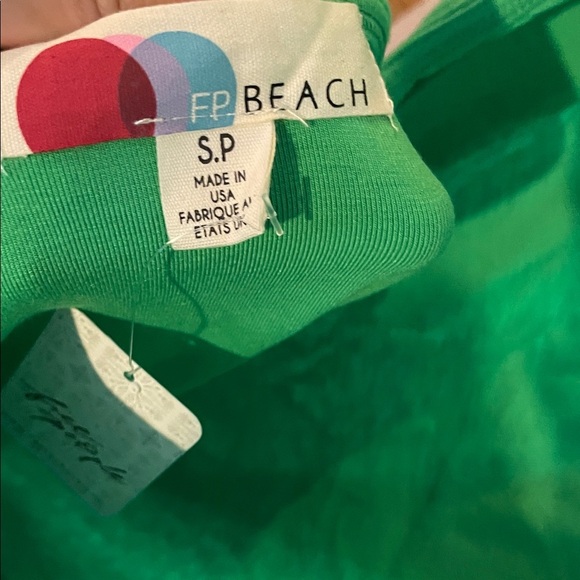 FP BEACH
S.P
MADE IN
USA
FABRIQUE
ETATS